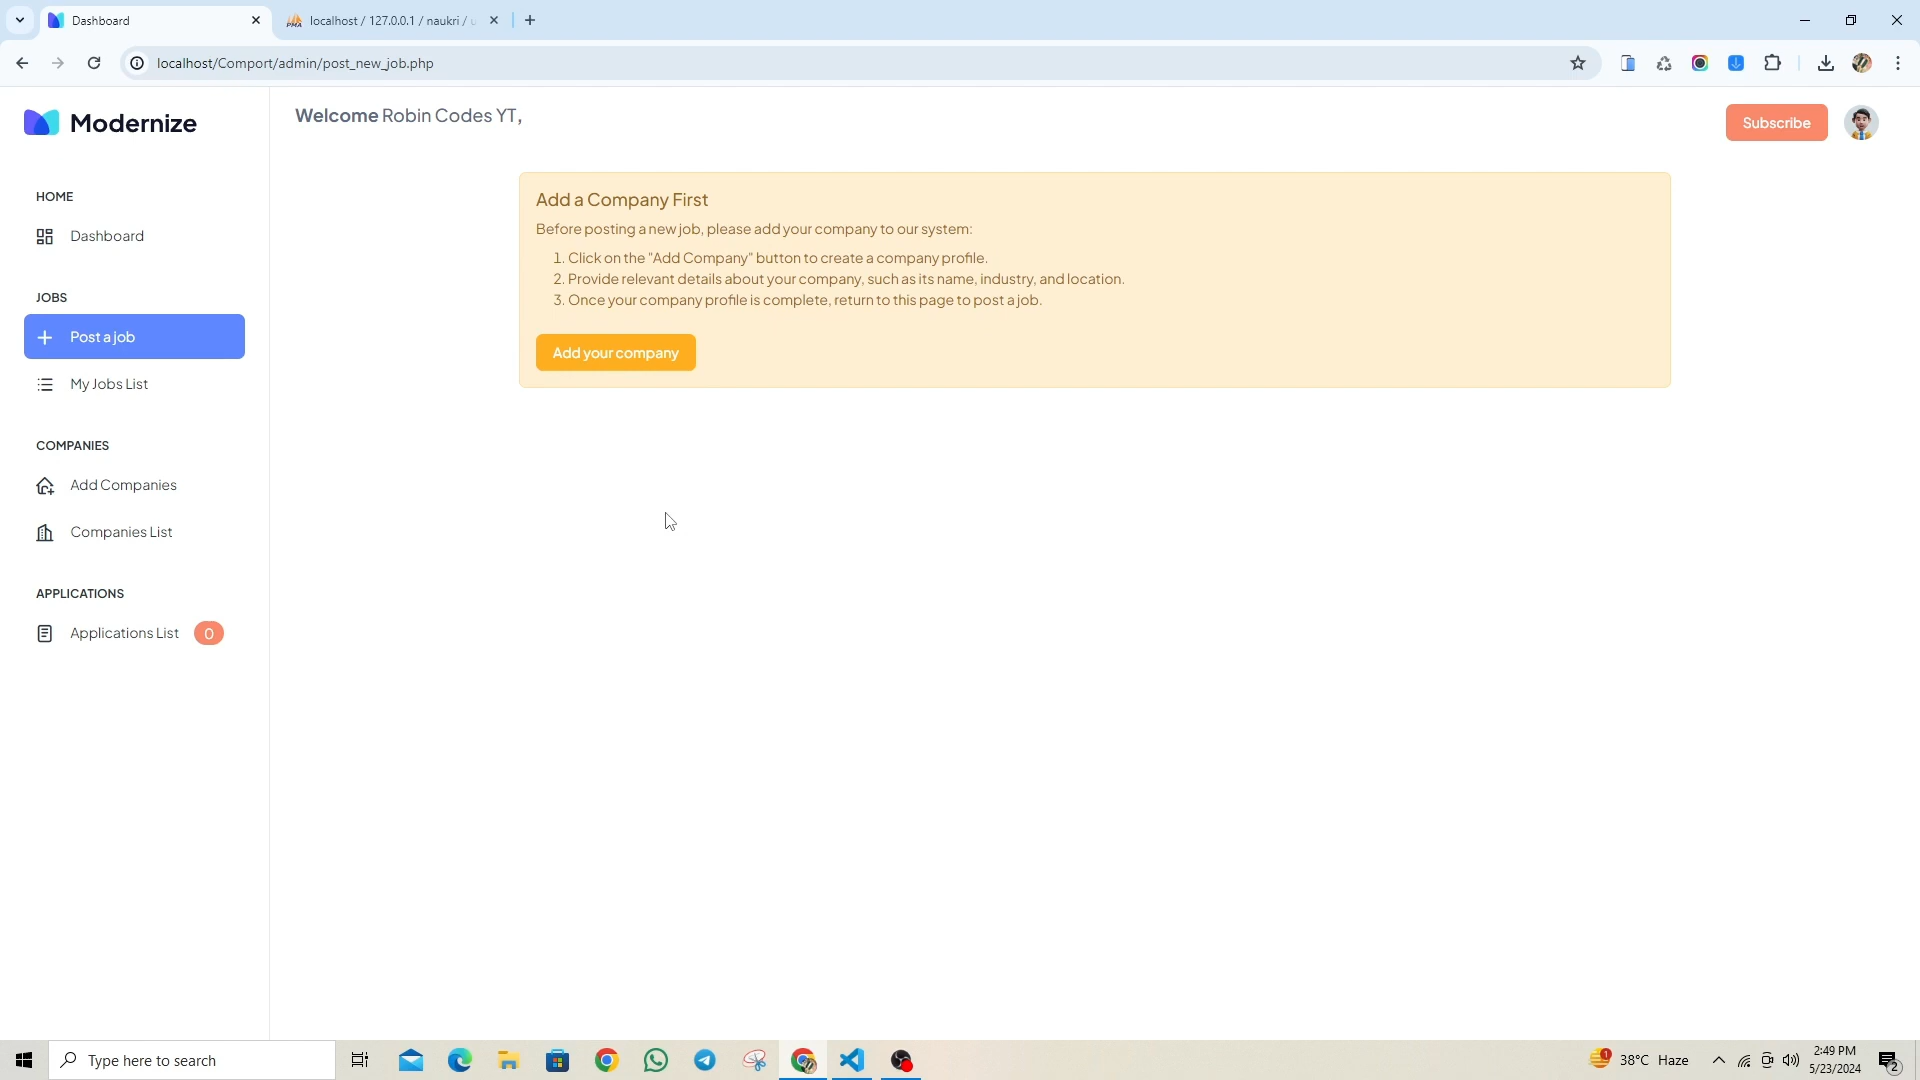 Dashboard
localhost / 127.0.0.1 / naukri /
localhost/Comport/admin/post_new_job.php
Modernize
Welcome Robin Codes YT,
Subscribe
HOME
Dashboard
JOBS
Post a job
My Jobs List
COMPANIES
Add Companies
Companies List
APPLICATIONS
Applications List 0
Add a Company First
Before posting a new job, please add your company to our system:
1. Click on the "Add Company" button to create a company profile.
2. Provide relevant details about your company, such as its name, industry, and location.
3. Once your company profile is complete, return to this page to post a job.
Add your company
Type here to search
1
38°C Haze
2:49 PM
5/23/2024
2